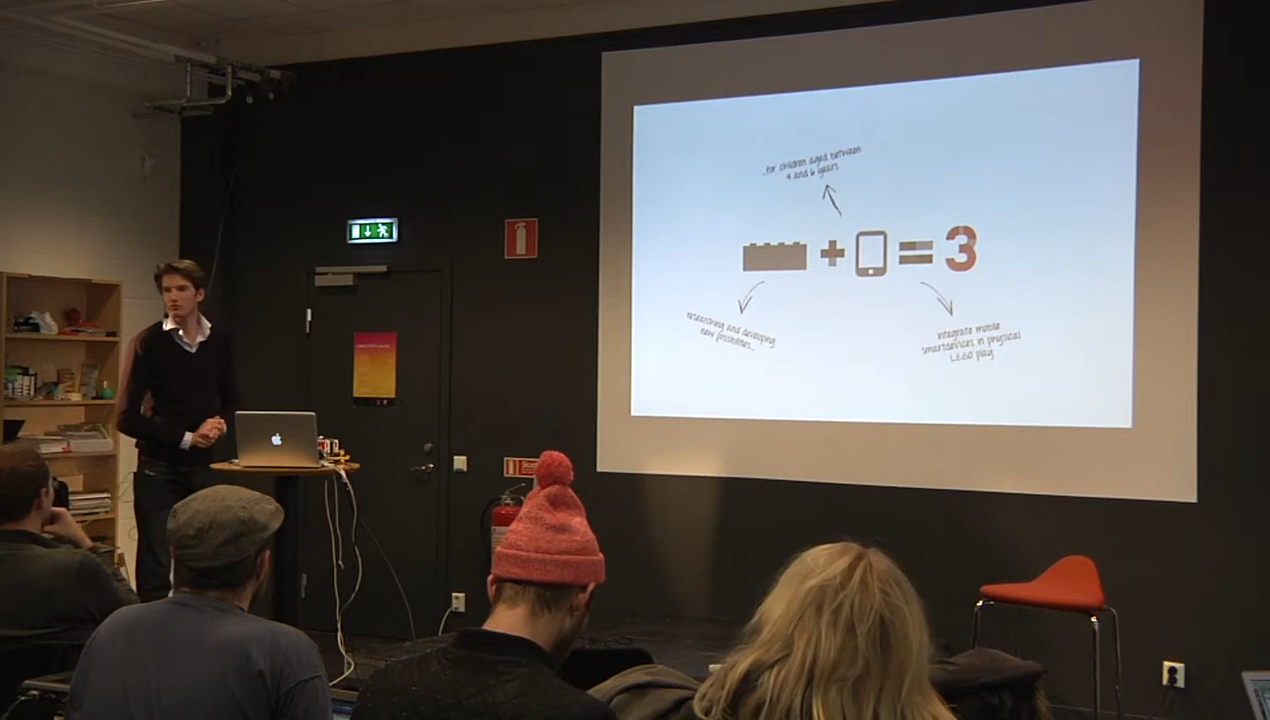 ...for children aged between
4 and 6 years
+ = 3
researching and developing
new possibilities...
integrate mobile
smartdevices in physical
LEGO play